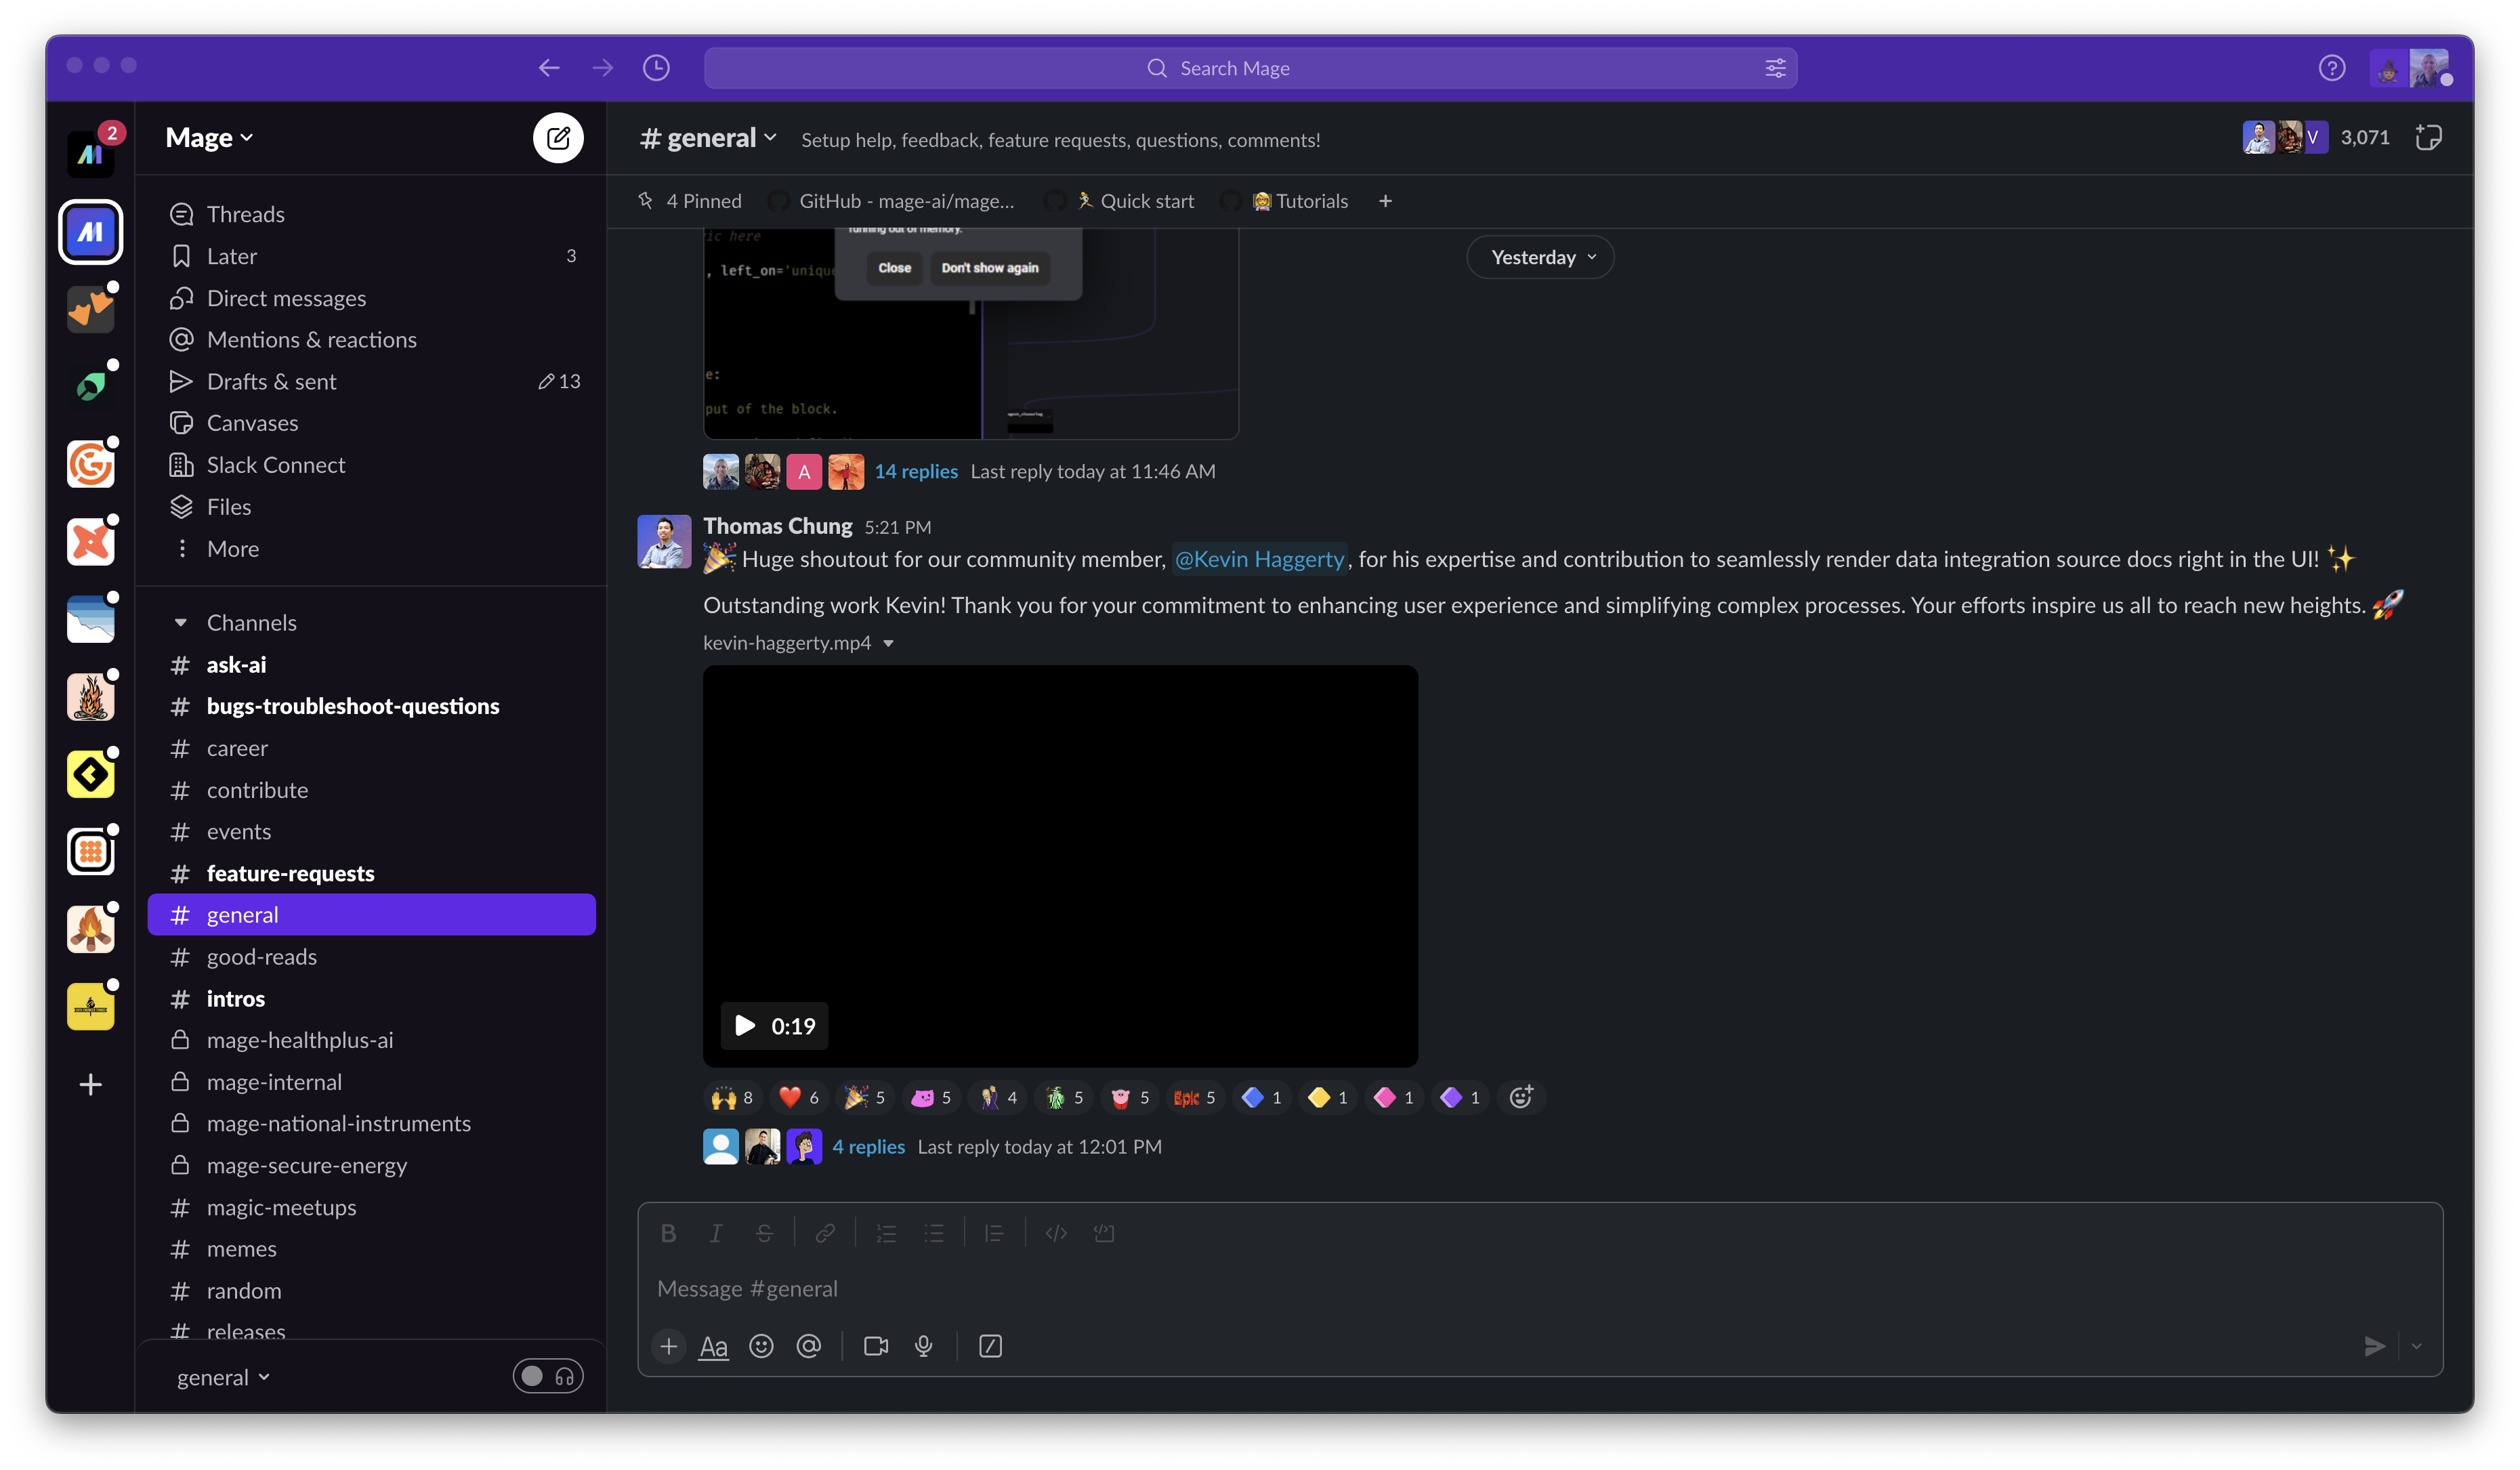 Search Mage
2
Mage
Threads
Later 3
Direct messages
Mentions & reactions
Drafts & sent 13
Canvases
Slack Connect
Files
More
Channels
# ask-ai
# bugs-troubleshoot-questions
# career
# contribute
# events
# feature-requests
# general
# good-reads
# intros
mage-healthplus-ai
mage-internal
mage-national-instruments
mage-secure-energy
# magic-meetups
# memes
# random
# releases
general
# general Setup help, feedback, feature requests, questions, comments! V 3,071
4 Pinned GitHub - mage-ai/mage... 🏃 Quick start 👩‍🏫 Tutorials +
Yesterday
running out of memory.
Close Don't show again
ric here
, left_on='unique
e:
put of the block.
A 14 replies Last reply today at 11:46 AM
Thomas Chung 5:21 PM
🎉 Huge shoutout for our community member, @Kevin Haggerty, for his expertise and contribution to seamlessly render data integration source docs right in the UI! ✨
Outstanding work Kevin! Thank you for your commitment to enhancing user experience and simplifying complex processes. Your efforts inspire us all to reach new heights. 🚀
kevin-haggerty.mp4
0:19
8 6 5 5 4 5 5 Epic 5 1 1 1 1
4 replies Last reply today at 12:01 PM
B I S
Message #general
+ Aa @